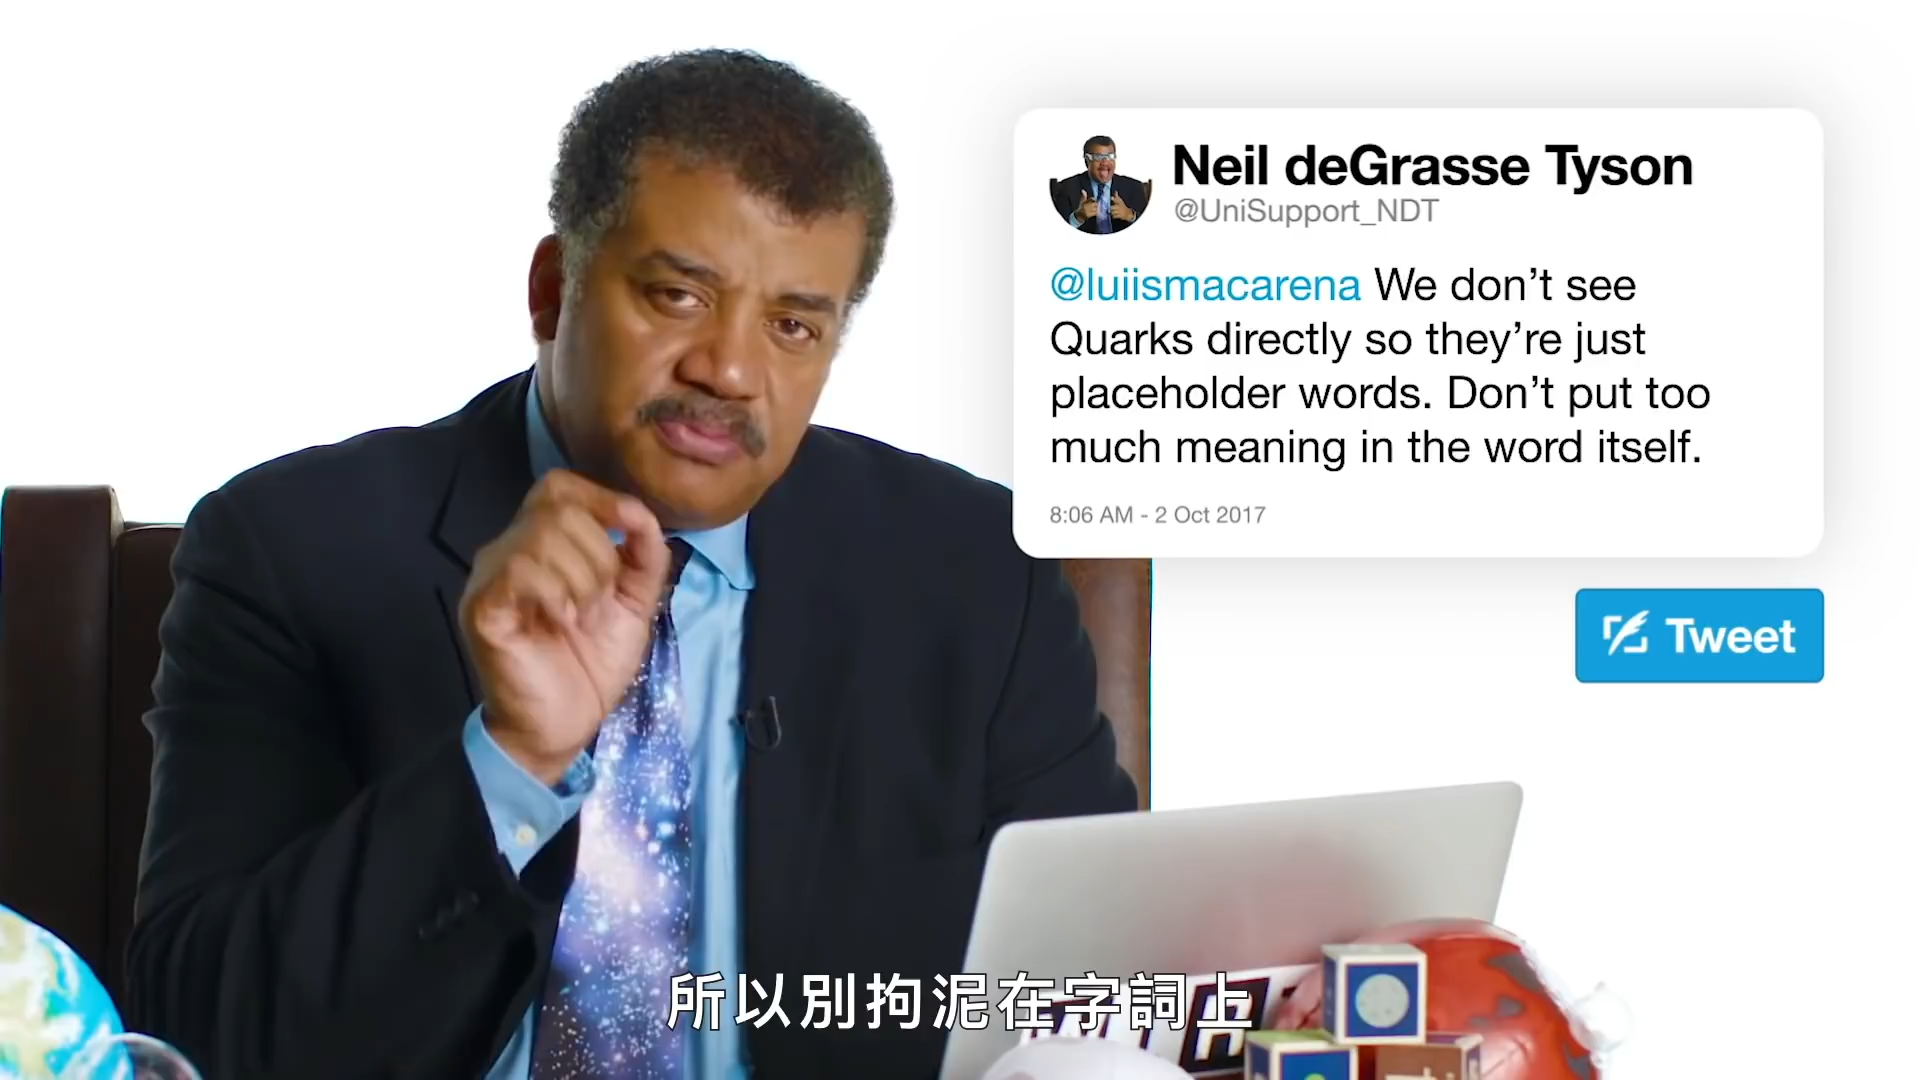 Neil deGrasse Tyson
@UniSupport_NDT
@luiismacarena We don’t see
Quarks directly so they’re just
placeholder words. Don’t put too
much meaning in the word itself.
8:06 AM - 2 Oct 2017
Tweet
所以別拘泥在字詞上